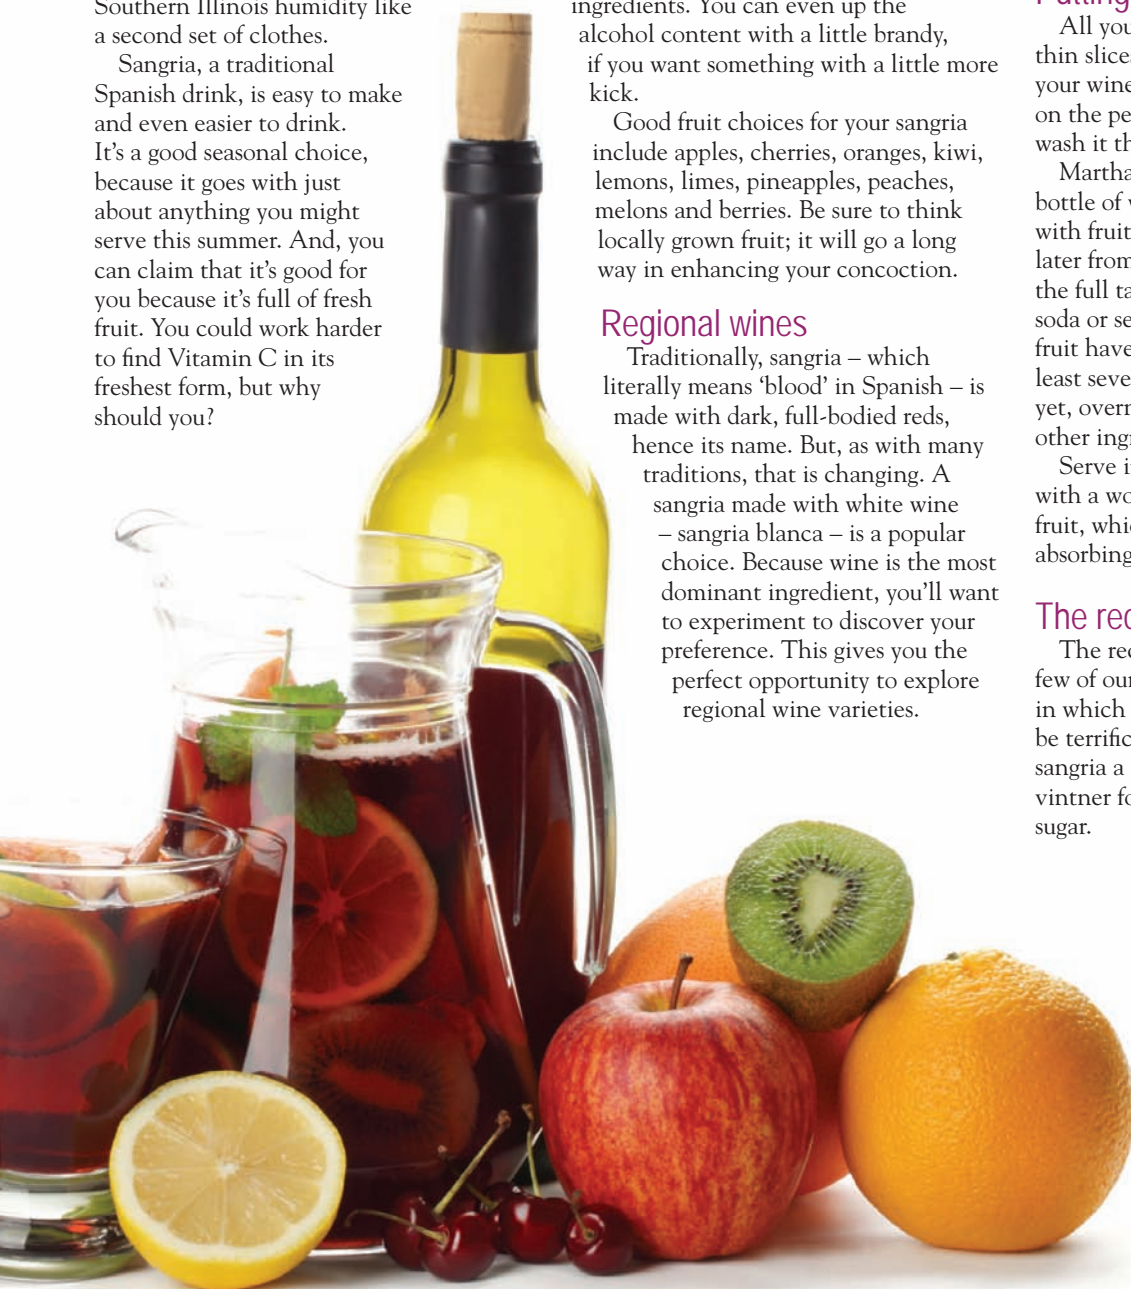 Southern Illinois humidity like
a second set of clothes.
Sangria, a traditional
Spanish drink, is easy to make
and even easier to drink.
It's a good seasonal choice,
because it goes with just
about anything you might
serve this summer. And, you
can claim that it's good for
you because it's full of fresh
fruit. You could work harder
to find Vitamin C in its
freshest form, but why
should you?
ingredients. You can even up the
alcohol content with a little brandy,
if you want something with a little more
kick.
Good fruit choices for your sangria
include apples, cherries, oranges, kiwi,
lemons, limes, pineapples, peaches,
melons and berries. Be sure to think
locally grown fruit; it will go a long
way in enhancing your concoction.
Regional wines
Traditionally, sangria – which
literally means ‘blood’ in Spanish – is
made with dark, full-bodied reds,
hence its name. But, as with many
traditions, that is changing. A
sangria made with white wine
– sangria blanca – is a popular
choice. Because wine is the most
dominant ingredient, you’ll want
to experiment to discover your
preference. This gives you the
perfect opportunity to explore
regional wine varieties.
All you
thin slices
your wine
on the pe
wash it th
Martha
bottle of
with fruit
later from
the full ta
soda or se
fruit have
least seve
yet, overn
other ing
Serve i
with a wo
fruit, whi
absorbing
The rec
The rec
few of our
in which
be terrific
sangria a
vintner fo
sugar.